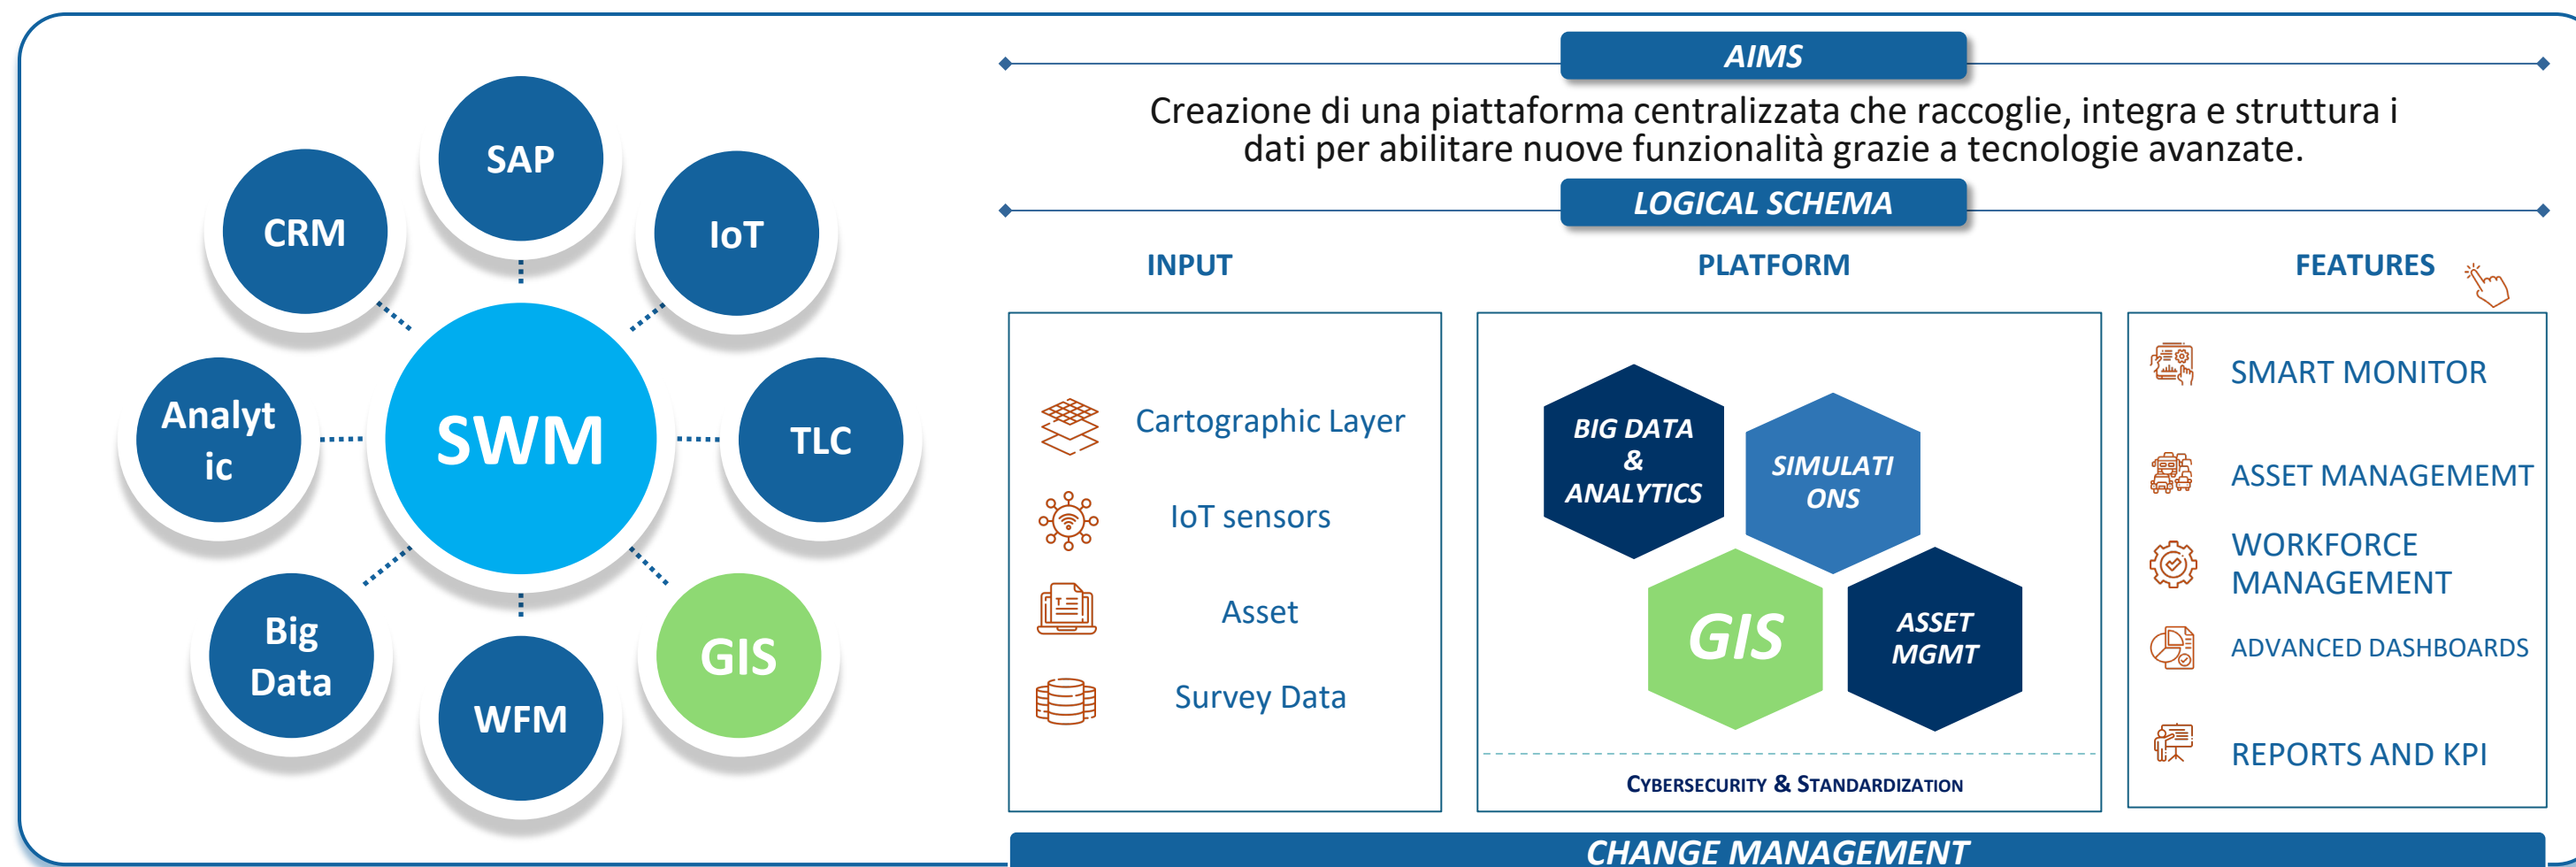 SAP
CRM
IoT
Analyt
ic
SWM
TLC
Big
Data
GIS
WFM
AIMS
Creazione di una piattaforma centralizzata che raccoglie, integra e struttura i
dati per abilitare nuove funzionalità grazie a tecnologie avanzate.
LOGICAL SCHEMA
INPUT
Cartographic Layer
IoT sensors
Asset
Survey Data
PLATFORM
BIG DATA
&
ANALYTICS
SIMULATI
ONS
GIS
ASSET
MGMT
CYBERSECURITY & STANDARDIZATION
FEATURES
SMART MONITOR
ASSET MANAGEMEMT
WORKFORCE
MANAGEMENT
ADVANCED DASHBOARDS
REPORTS AND KPI
CHANGE MANAGEMENT